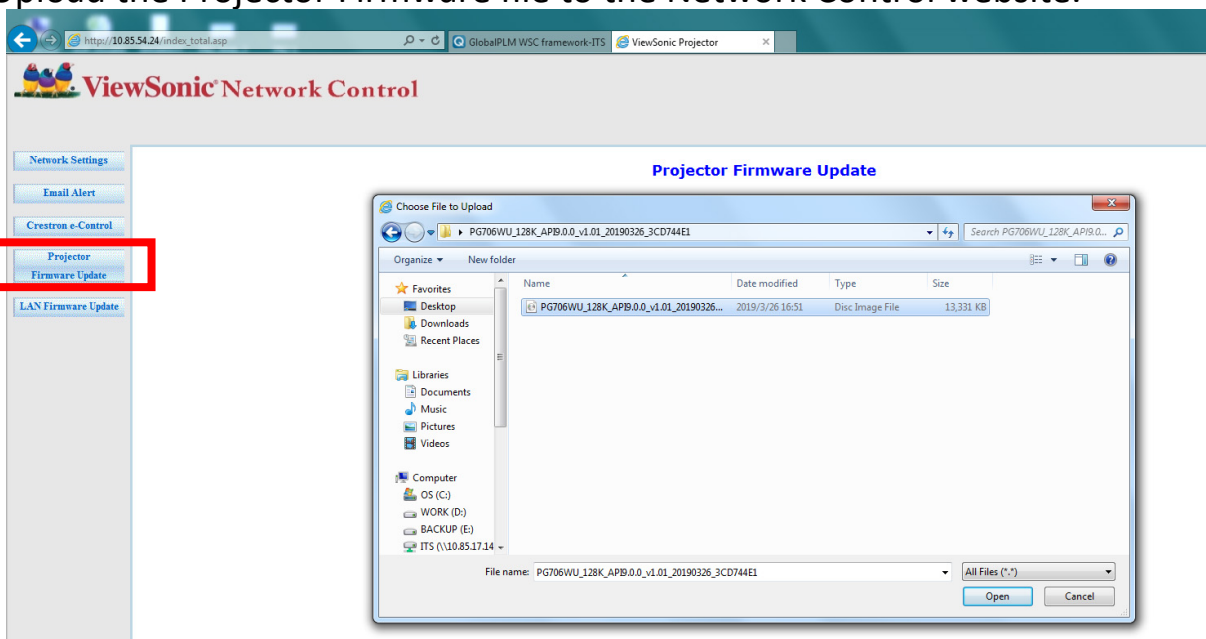 Upload the Projector Firmware file to the Network Control website.
http://10.85.54.24/index_total.asp
GlobalPLM WSC framework-ITS
ViewSonic Projector
ViewSonic® Network Control
Network Settings
Email Alert
Crestron e-Control
Projector
Firmware Update
LAN Firmware Update
Projector Firmware Update
Choose File to Upload
PG706WU_128K_API9.0.0_v1.01_20190326_3CD744E1
Search PG706WU_128K_API9.0...
Organize
New folder
Name
Date modified
Type
Size
PG706WU_128K_API9.0.0_v1.01_20190326...
2019/3/26 16:51
Disc Image File
13,331 KB
Favorites
Desktop
Downloads
Recent Places
Libraries
Documents
Music
Pictures
Videos
Computer
OS (C:)
WORK (D:)
BACKUP (E:)
ITS (\\10.85.17.14
File name:
PG706WU_128K_API9.0.0_v1.01_20190326_3CD744E1
All Files (*.*)
Open
Cancel